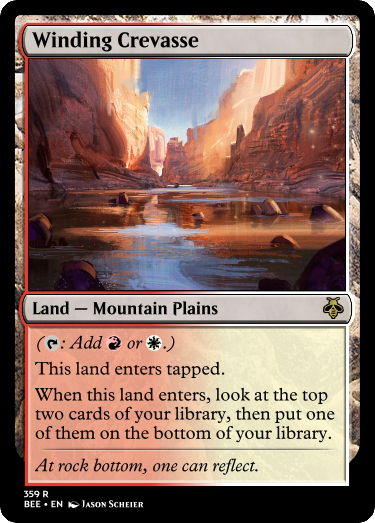 Winding Crevasse
Land — Mountain Plains
(: Add or .)
This land enters tapped.
When this land enters, look at the top
two cards of your library, then put one
of them on the bottom of your library.
At rock bottom, one can reflect.
359 R
BEE • EN Jason Scheier